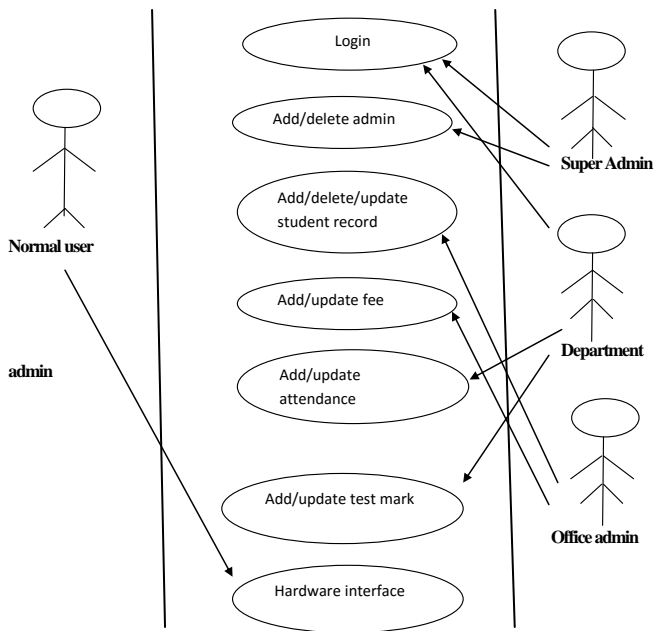 Login
Add/delete admin
Super Admin
Add/delete/update
student record
Normal user
Add/update fee
Department
admin
Add/update
attendance
Add/update test mark
Office admin
Hardware interface